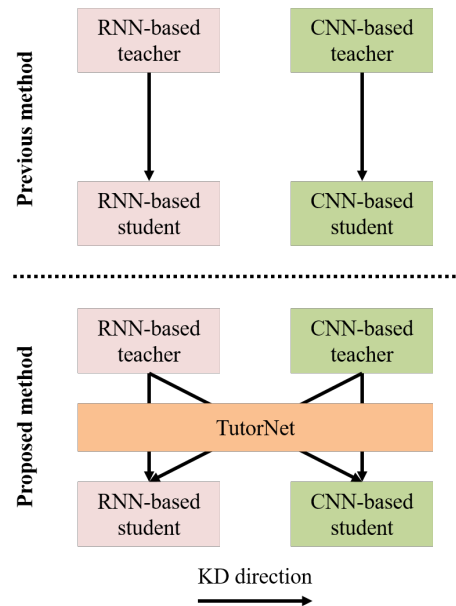 Previous method
RNN-based
teacher
CNN-based
teacher
RNN-based
student
CNN-based
student
Proposed method
RNN-based
teacher
CNN-based
teacher
TutorNet
RNN-based
student
CNN-based
student
KD direction